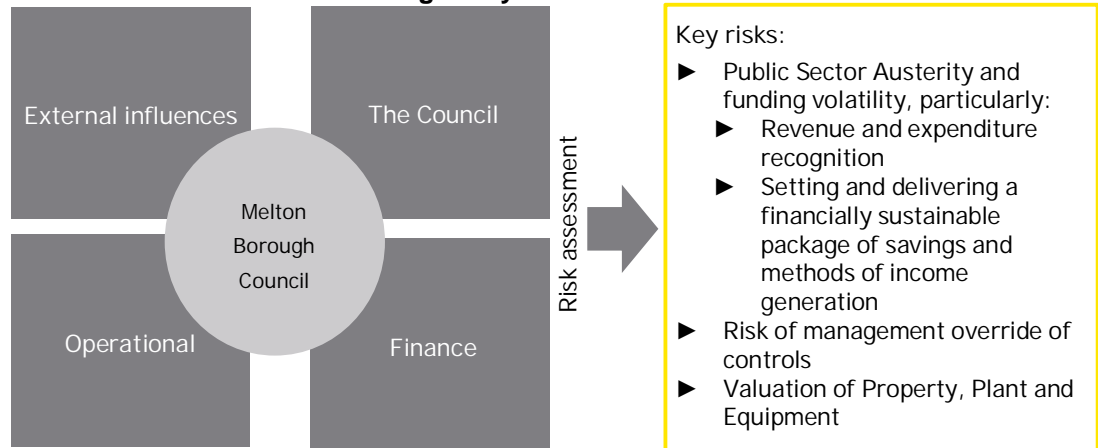 External influences
The Council
Melton
Borough
Council
Operational
Finance
Risk assessment
Key risks:
► Public Sector Austerity and
funding volatility, particularly:
► Revenue and expenditure
recognition
► Setting and delivering a
financially sustainable
package of savings and
methods of income
generation
► Risk of management override of
controls
► Valuation of Property, Plant and
Equipment